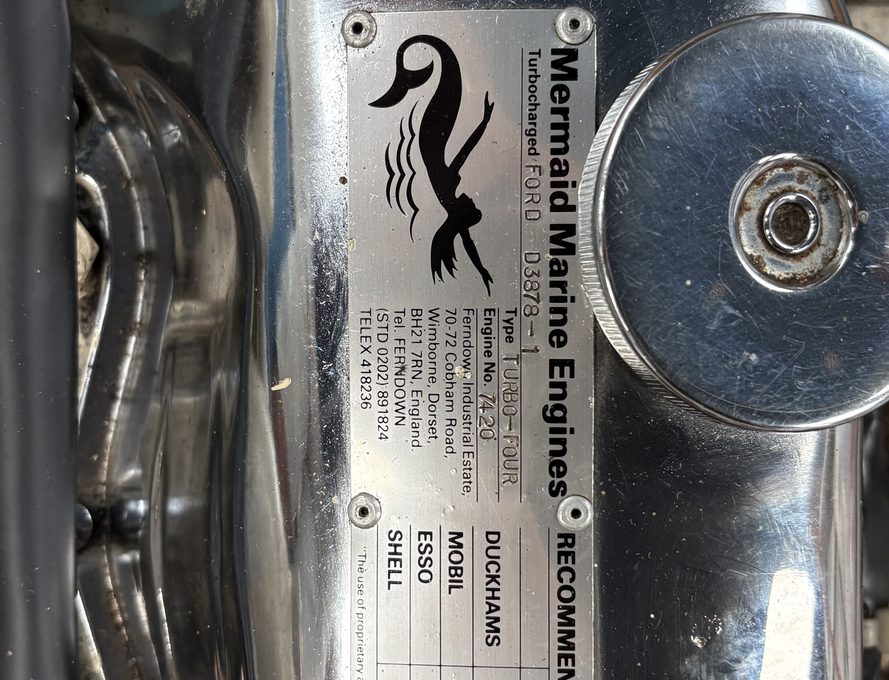 Mermaid Marine Engines
Turbocharged FORD D3878-1
Type TURBO-FOUR
Engine No. 7420
Ferndown Industrial Estate,
70-72 Cobham Road,
Wimborne, Dorset,
BH21 7RN, England.
Tel. FERNDOWN
(STD 0202) 891824
TELEX 418236
RECOMMEN
DUCKHAMS
MOBIL
ESSO
SHELL
"The use of proprietary a